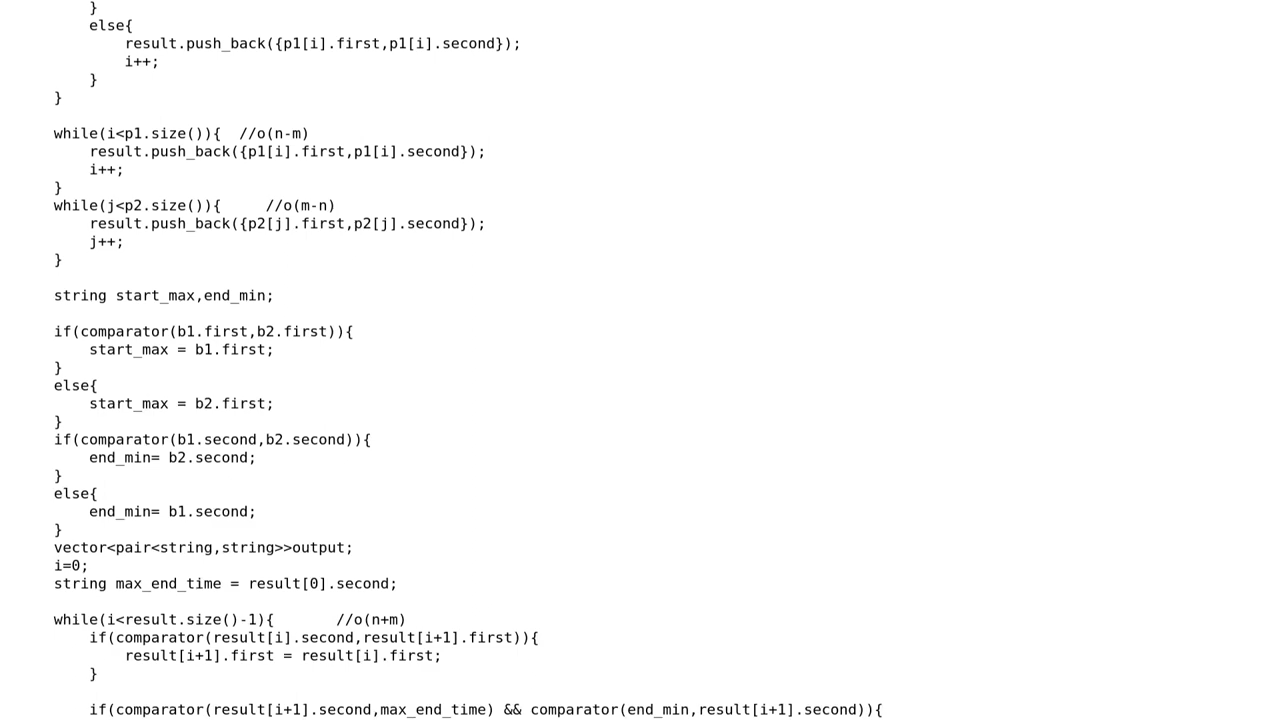 }
        else{
            result.push_back({p1[i].first,p1[i].second});
            i++;
        }
    }

    while(i<p1.size()){  //o(n-m)
        result.push_back({p1[i].first,p1[i].second});
        i++;
    }
    while(j<p2.size()){     //o(m-n)
        result.push_back({p2[j].first,p2[j].second});
        j++;
    }

    string start_max,end_min;

    if(comparator(b1.first,b2.first)){
        start_max = b1.first;
    }
    else{
        start_max = b2.first;
    }
    if(comparator(b1.second,b2.second)){
        end_min= b2.second;
    }
    else{
        end_min= b1.second;
    }
    vector<pair<string,string>>output;
    i=0;
    string max_end_time = result[0].second;

    while(i<result.size()-1){       //o(n+m)
        if(comparator(result[i].second,result[i+1].first)){
            result[i+1].first = result[i].first;
        }

        if(comparator(result[i+1].second,max_end_time) && comparator(end_min,result[i+1].second)){